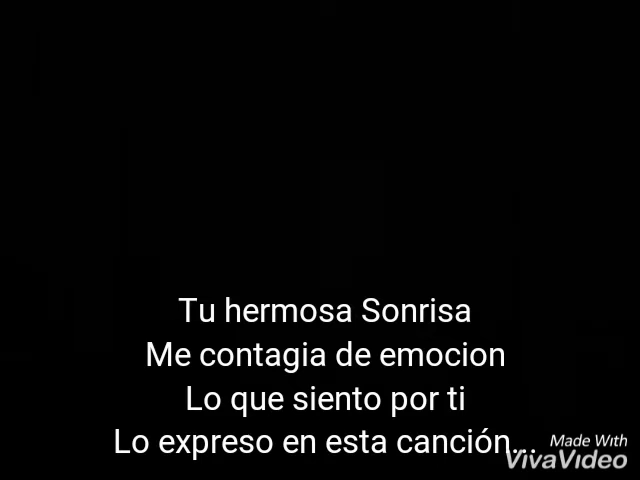 Tu hermosa Sonrisa
Me contagia de emocion
Lo que siento por ti
Lo expreso en esta canción...
Made With
VivaVideo